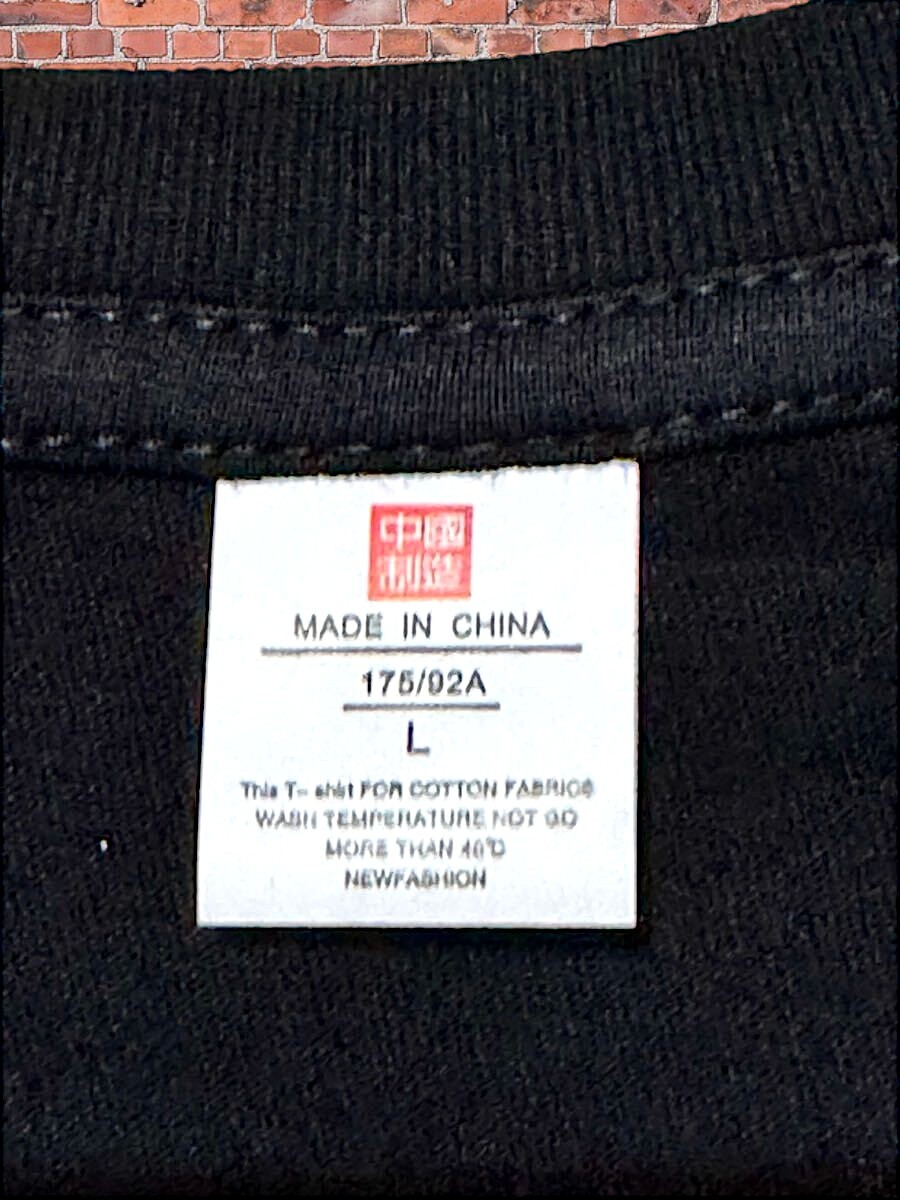 中國
制造
MADE IN CHINA
175/92A
L
This T- shirt FOR COTTON FABRICS
WASH TEMPERATURE NOT GO
MORE THAN 40℃
NEWFASHION